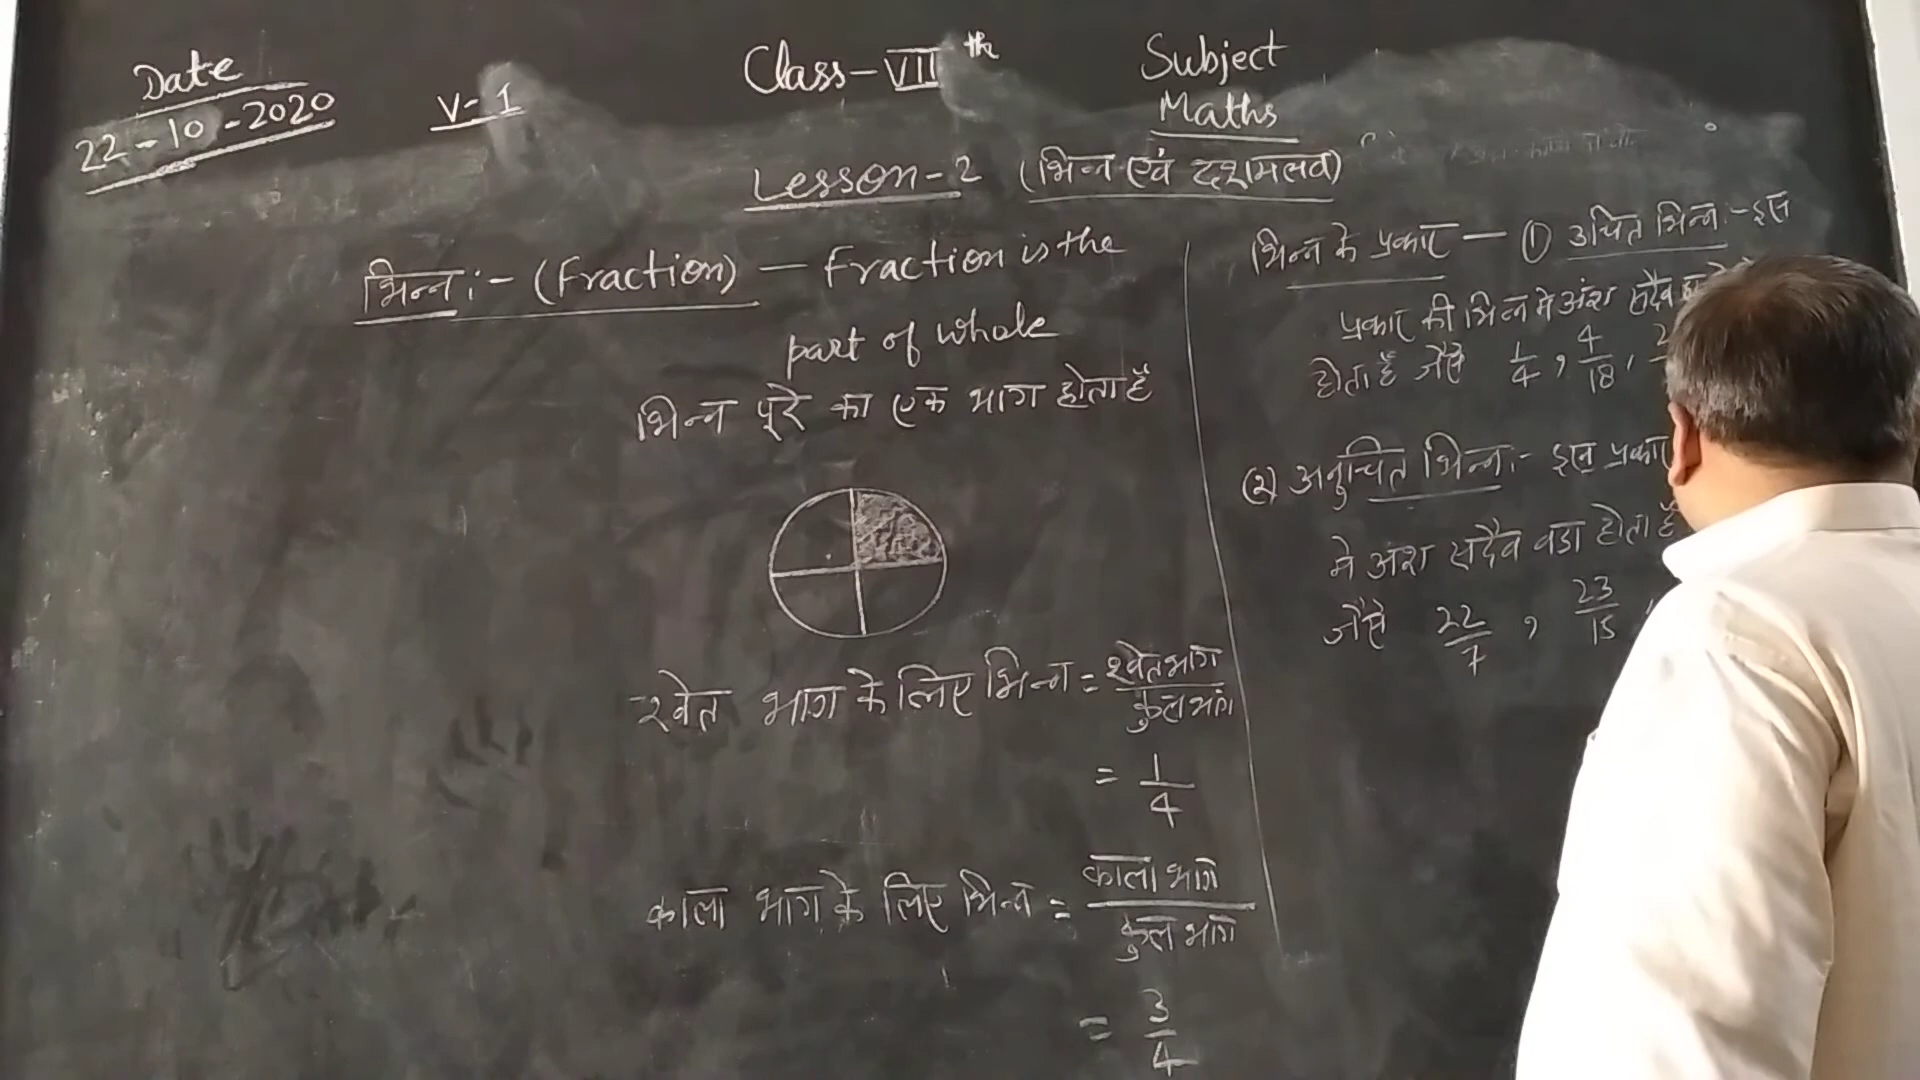 Date
22-10-2020
V-1
Class-VIIth
Subject
Maths
Lesson-2 (भिन्न एवं दशमलव)
भिन्न :- (Fraction) — Fraction is the
part of whole
भिन्न पूरे का एक भाग होता हैं
श्वेत भाग के लिए भिन्न = श्वेत भाग / कुल भाग
= 1/4
काला भाग के लिए भिन्न = काला भाग / कुल भाग
= 3/4
भिन्न के प्रकार — (1) उचित भिन्न :- इस
प्रकार की भिन्न मे अंश सदैव
होता हैं जैसे 1/4, 4/18,
(2) अनुचित भिन्न :- इस प्रकार
मे अंश सदैव बडा होता हैं
जैसे 22/7, 23/15